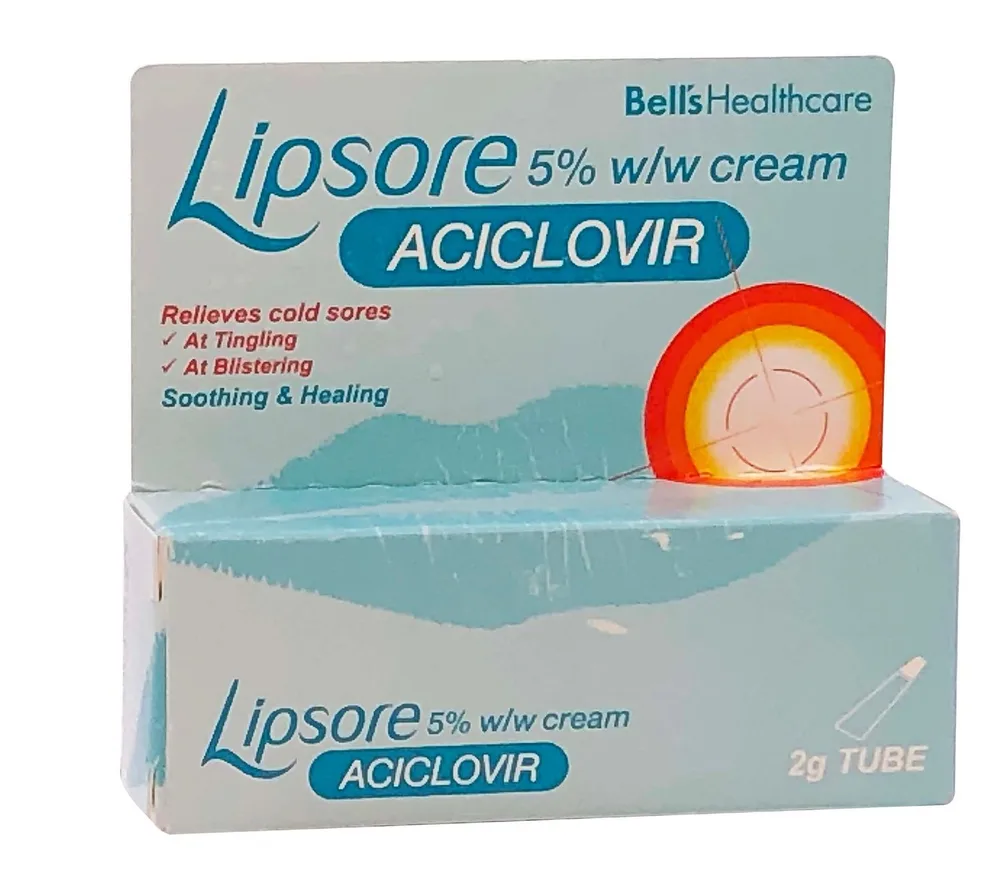 Bell's Healthcare
Lipsore 5% w/w cream
ACICLOVIR
Relieves cold sores
✓ At Tingling
✓ At Blistering
Soothing & Healing
Lipsore 5% w/w cream
ACICLOVIR
2g TUBE